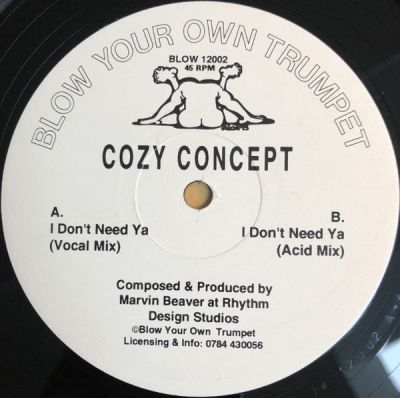 BLOW YOUR OWN TRUMPET
BLOW 12002
45 RPM
COZY CONCEPT
A.
I Don't Need Ya
(Vocal Mix)
B.
I Don't Need Ya
(Acid Mix)
Composed & Produced by
Marvin Beaver at Rhythm
Design Studios
©Blow Your Own Trumpet
Licensing & Info: 0784 430056